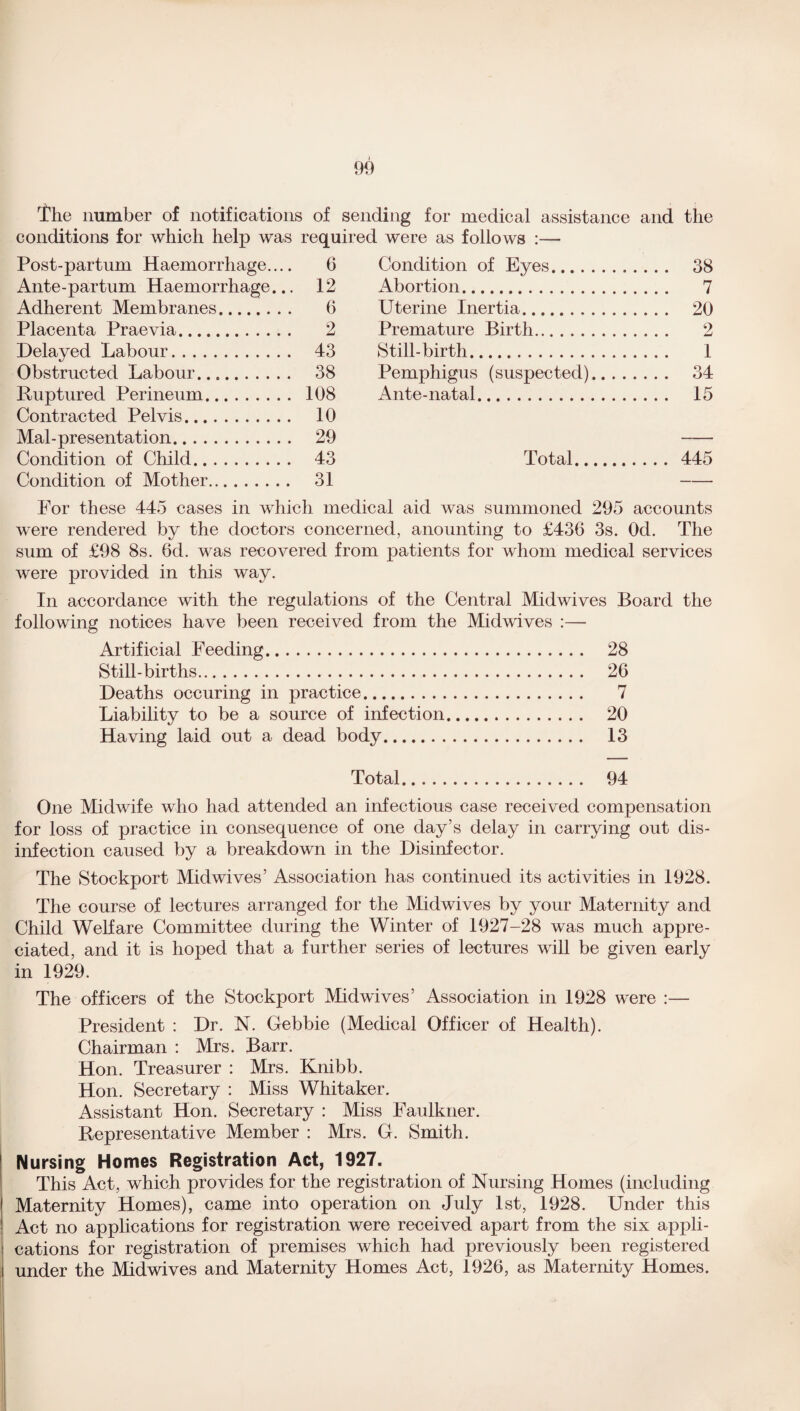 99
The number of notifications of sending for medical assistance and the
conditions for which help was required were as follows :—
Post-partum Haemorrhage.... 6
Ante-partum Haemorrhage... 12
Adherent Membranes........ 6
Placenta Praevia............ 2
Delayed Labour............ 43
Obstructed Labour.......... 38
Ruptured Perineum......... 108
Contracted Pelvis........... 10
Mal-presentation............ 29
Condition of Child.......... 43
Condition of Mother......... 31
Condition of Eyes............. 38
Abortion..................... 7
Uterine Inertia................ 20
Premature Birth............... 2
Still-birth..................... 1
Pemphigus (suspected)......... 34
Ante-natal.................... 15
Total........... 445
For these 445 cases in which medical aid was summoned 295 accounts
were rendered by the doctors concerned, anounting to £436 3s. 0d. The
sum of £98 8s. 6d. was recovered from patients for whom medical services
were provided in this way.
In accordance with the regulations of the Central Midwives Board the
following notices have been received from the Midwives :—
Artificial Feeding.................................. 28
Still-births......................................... 26
Deaths occuring in practice........................ 7
Liability to be a source of infection............... 20
Having laid out a dead body...................... 13
Total.................... 94
One Midwife who had attended an infectious case received compensation
for loss of practice in consequence of one day's delay in carrying out dis-
infection caused by a breakdown in the Disinfector.
The Stockport Midwives' Association has continued its activities in 1928.
The course of lectures arranged for the Midwives by your Maternity and
Child Welfare Committee during the Winter of 1927–28 was much appre-
ciated, and it is hoped that a further series of lectures will be given early
in 1929.
The officers of the Stockport Midwives' Association in 1928 were :—
President : Dr. N. Gebbie (Medical Officer of Health).
Chairman : Mrs. Barr.
Hon. Treasurer : Mrs. Knibb.
Hon. Secretary : Miss Whitaker.
Assistant Hon. Secretary : Miss Faulkner.
Representative Member : Mrs. G. Smith.
Nursing Homes Registration Act, 1927.
This Act, which provides for the registration of Nursing Homes (including
Maternity Homes), came into operation on July 1st, 1928. Under this
Act no applications for registration were received apart from the six appli-
cations for registration of premises which had previously been registered
under the Midwives and Maternity Homes Act, 1926, as Maternity Homes.